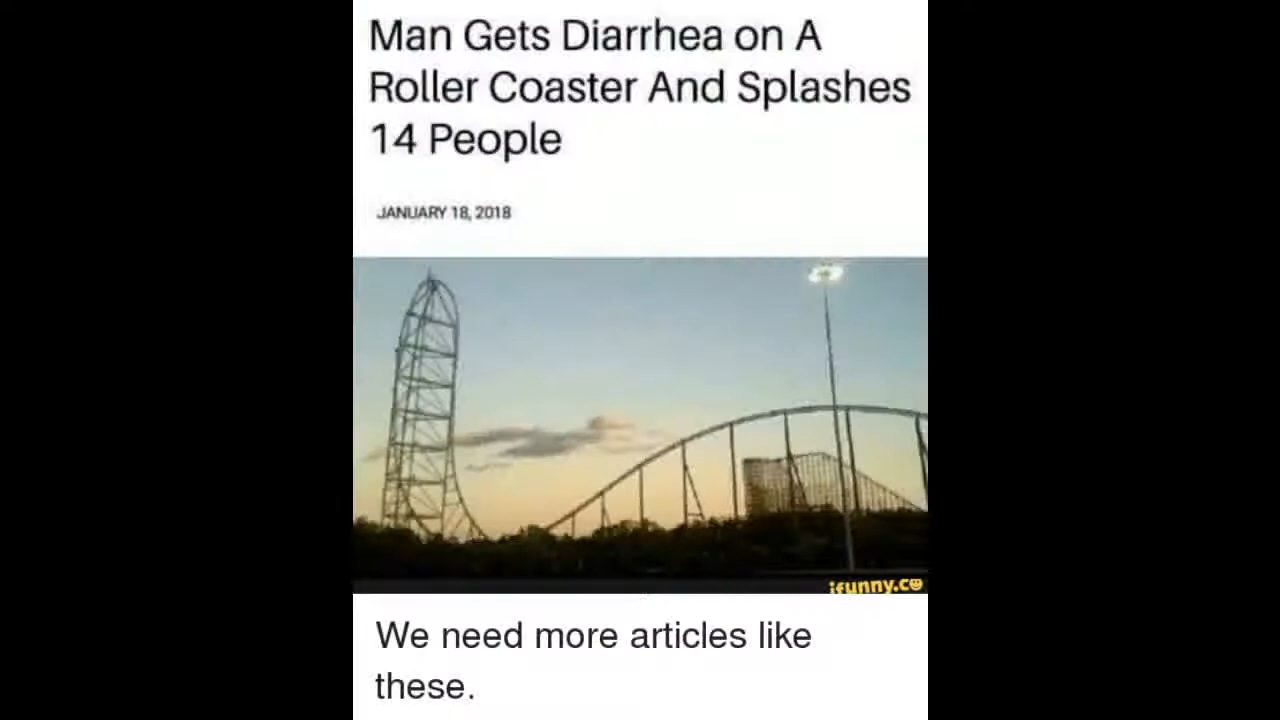 Man Gets Diarrhea on A
Roller Coaster And Splashes
14 People
JANUARY 18, 2018
ifunny.co
We need more articles like
these.